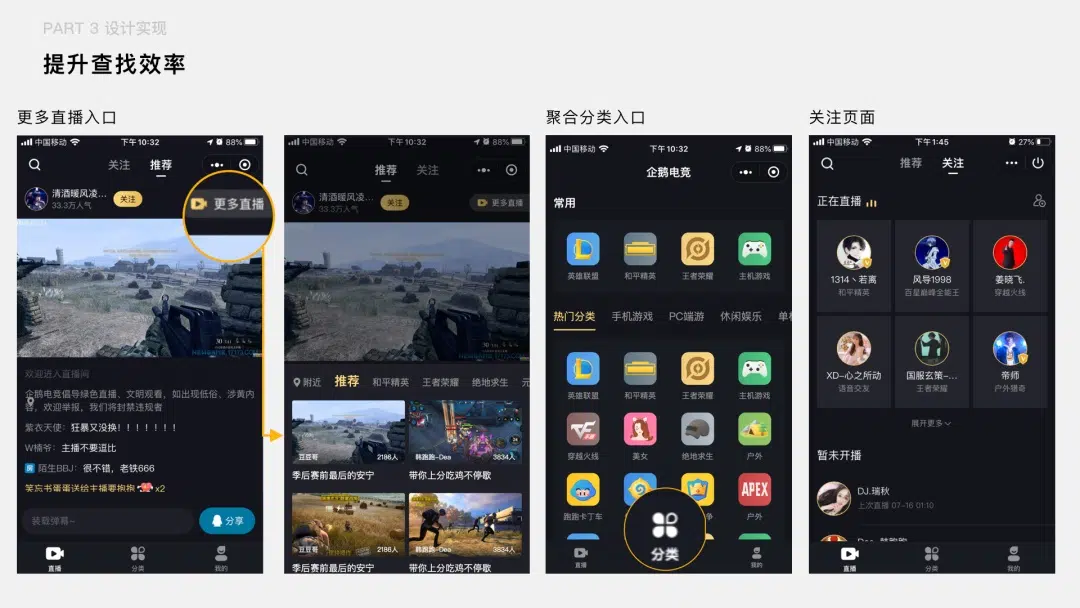 PART 3 设计实现
提升查找效率
更多直播入口
中国移动 下午10:32 88%
关注 推荐
清酒暖风凌...
33.3万人气
关注
更多直播
欢迎进入直播间
企鹅电竞倡导绿色直播、文明观看，如出现低俗、涉黄内容，欢迎举报，我们将封禁违规者
紫衣天使：狂暴又没换！！！！！！！
W楠爷：主播不要逗比
陌生BBJ：很不错，老铁666
笑忘书蛋蛋送给主播要抱抱 x2
装载弹幕~
分享
直播 分类 我的
中国移动 下午10:32 88%
推荐 关注
清酒暖风凌...
33.3万人气
关注
更多直播
附近 推荐 和平精英 王者荣耀 绝地求生 元
豆豆哥 2186人 韩跑跑-Dea 3834人
季后赛前最后的安宁 带你上分吃鸡不停歇
豆豆哥 2186人 韩跑跑-Dea 3834人
季后赛前最后的安宁 带你上分吃鸡不停歇
聚合分类入口
中国移动 下午10:32 88%
企鹅电竞
常用
英雄联盟 和平精英 王者荣耀 主机游戏
热门分类 手机游戏 PC端游 休闲娱乐 单机
英雄联盟 和平精英 王者荣耀 主机游戏
穿越火线 美女 绝地求生 户外
APEX
跑跑卡丁车 户外
分类
直播 我的
关注页面
中国移动 下午1:45 27%
推荐 关注
正在直播
1314丶若离 风导1998 姜晓飞.
和平精英 百星巅峰全能王 穿越火线
XD-心之所动 国服玄策-... 帝师
语音交友 王者荣耀 户外猎奇
展开更多
暂未开播
DJ.瑞秋
上次直播 07-16 01:10
直播 分类 我的